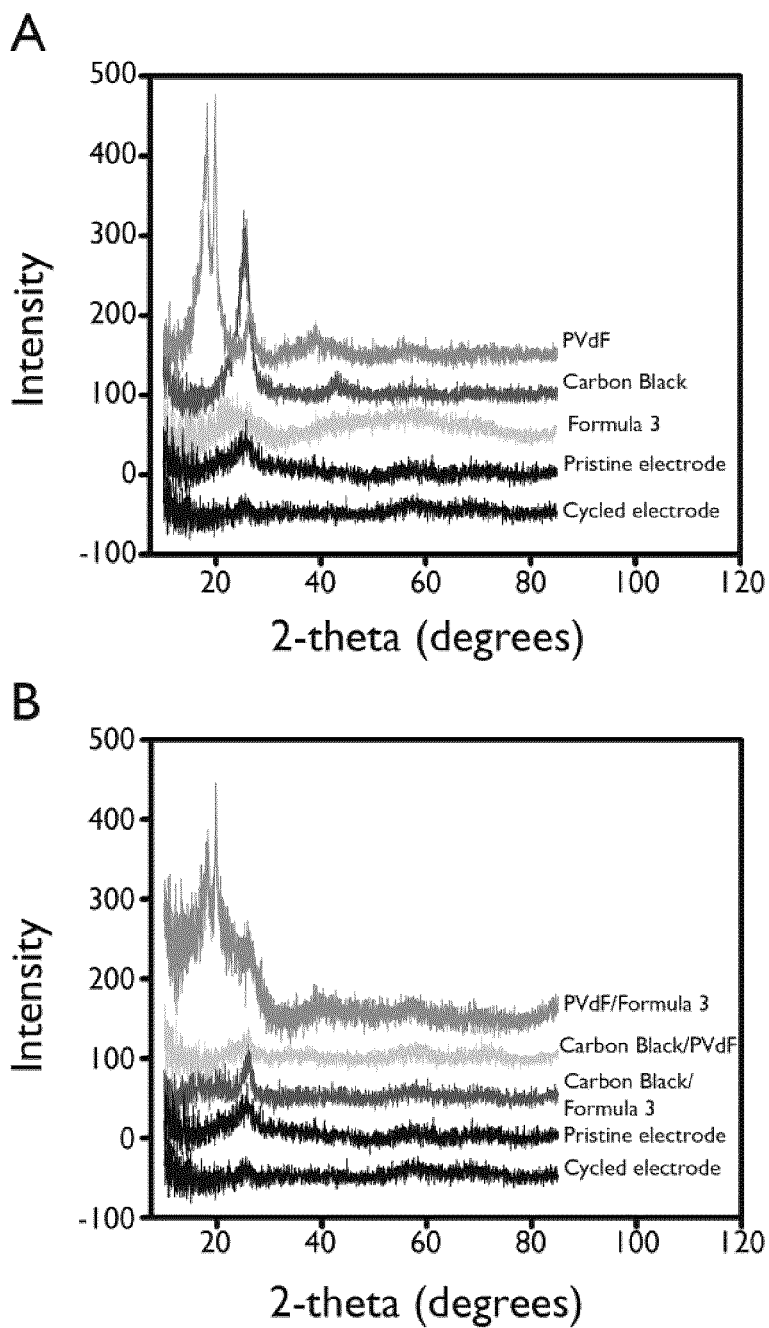 A
500
400
300
200
100
0
-100
Intensity
PVdF
Carbon Black
Formula 3
Pristine electrode
Cycled electrode
20 40 60 80 100 120
2-theta (degrees)
B
500
400
300
200
100
0
-100
Intensity
PVdF/Formula 3
Carbon Black/PVdF
Carbon Black/
Formula 3
Pristine electrode
Cycled electrode
20 40 60 80 100 120
2-theta (degrees)